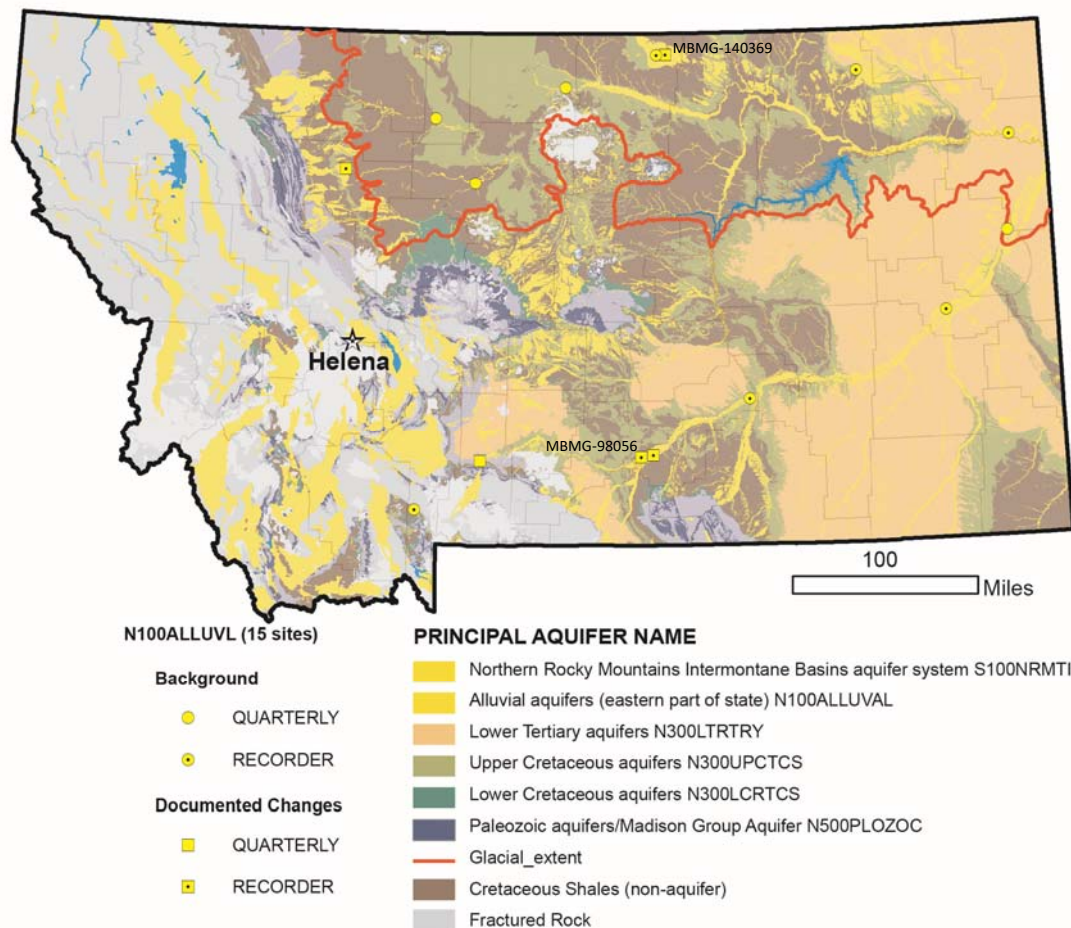 MBMG-140369
Helena
MBMG-98056
100
Miles
N100ALLUVL (15 sites)
Background
QUARTERLY
RECORDER
Documented Changes
QUARTERLY
RECORDER
PRINCIPAL AQUIFER NAME
Northern Rocky Mountains Intermontane Basins aquifer system S100NRMTI
Alluvial aquifers (eastern part of state) N100ALLUVAL
Lower Tertiary aquifers N300LTRTRY
Upper Cretaceous aquifers N300UPCTCS
Lower Cretaceous aquifers N300LCRTCS
Paleozoic aquifers/Madison Group Aquifer N500PLOZOC
Glacial_extent
Cretaceous Shales (non-aquifer)
Fractured Rock